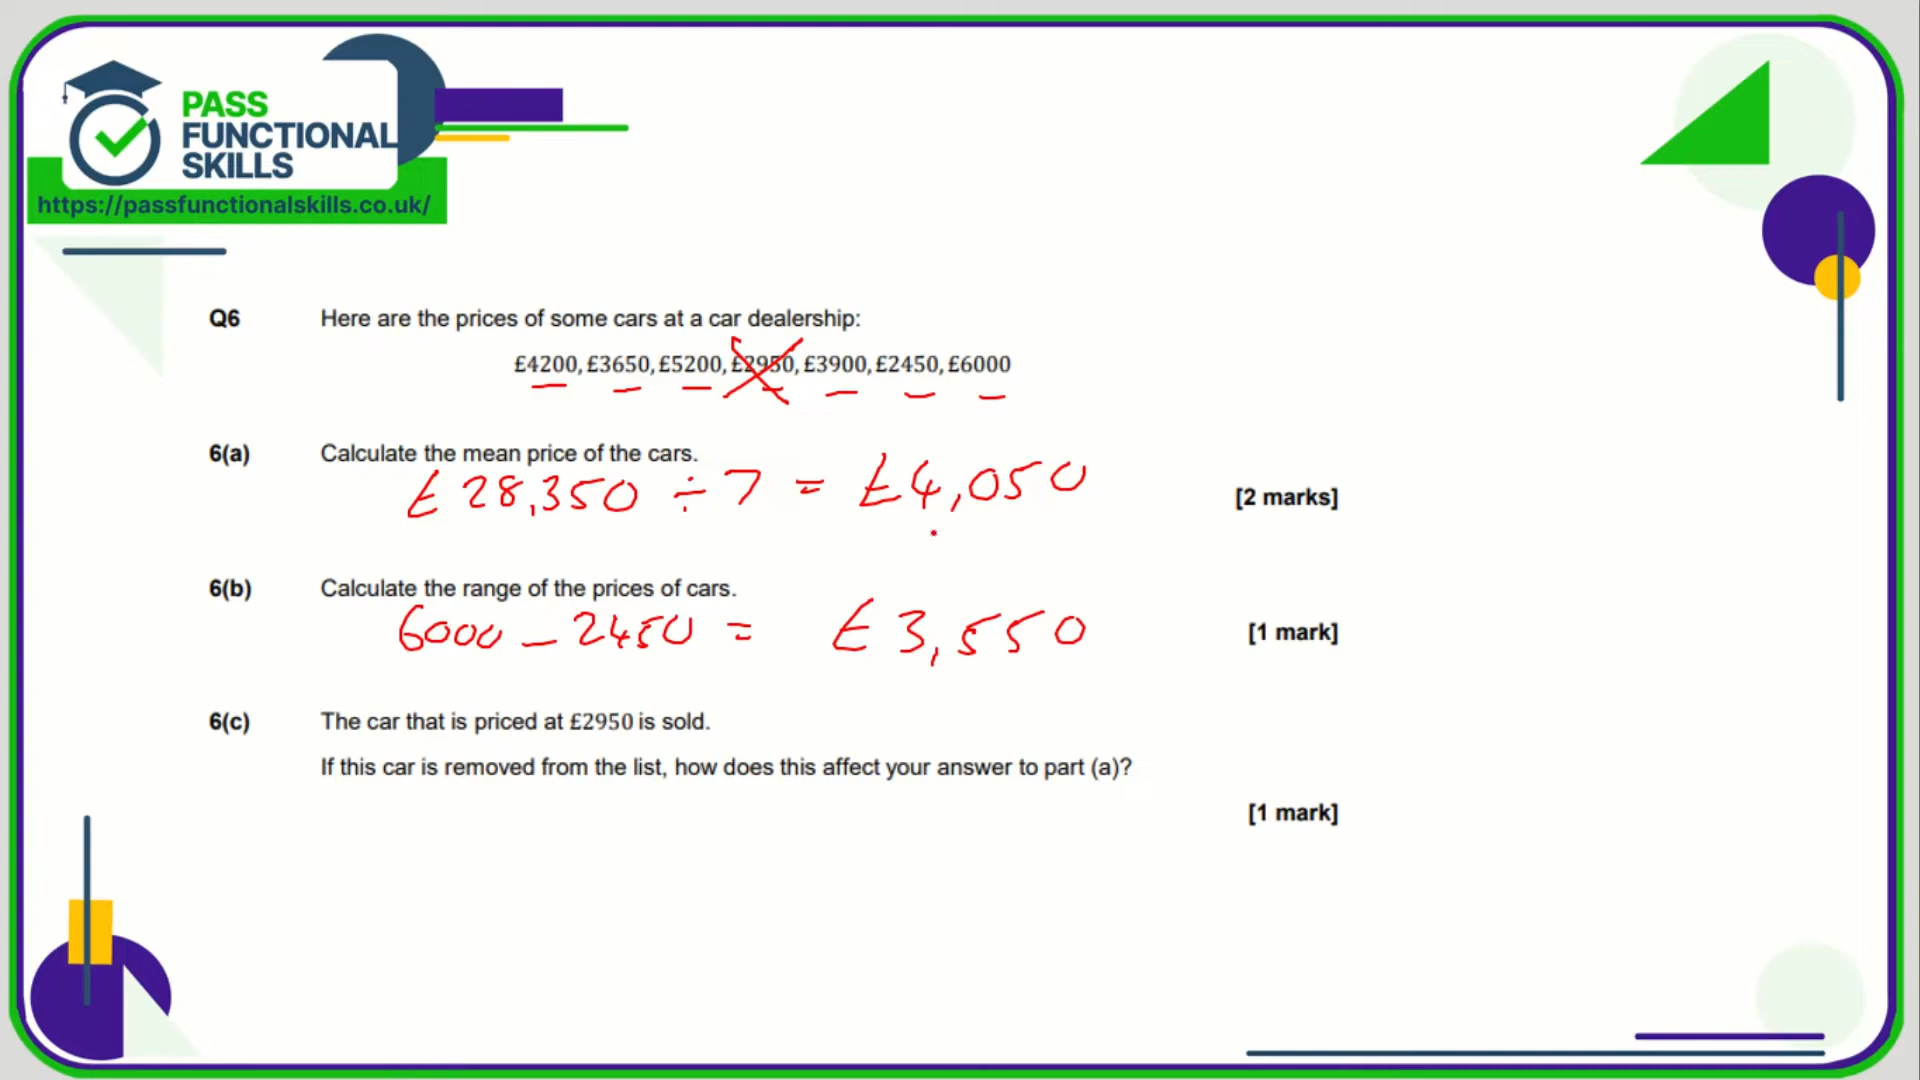 PASS
FUNCTIONAL
SKILLS
https://passfunctionalskills.co.uk/
Q6 Here are the prices of some cars at a car dealership:
£4200, £3650, £5200, £2950, £3900, £2450, £6000
6(a) Calculate the mean price of the cars.
£28,350 ÷ 7 = £4,050
[2 marks]
6(b) Calculate the range of the prices of cars.
6000 - 2450 = £3,550
[1 mark]
6(c) The car that is priced at £2950 is sold.
If this car is removed from the list, how does this affect your answer to part (a)?
[1 mark]